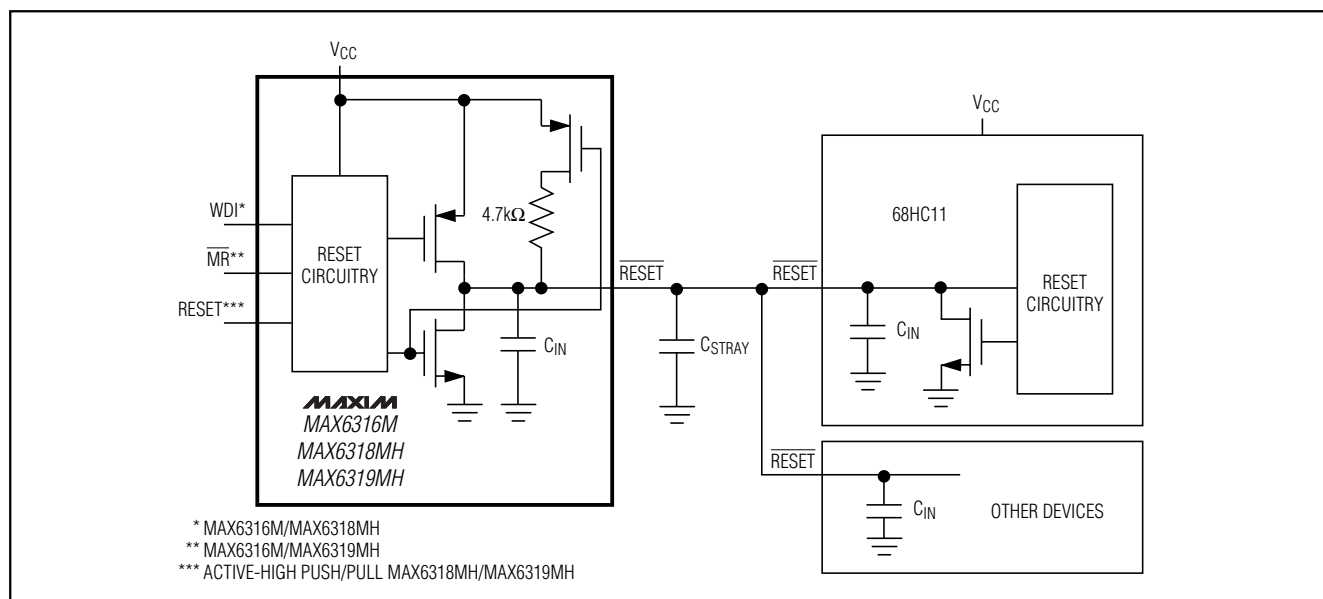 VCC
4.7kΩ
WDI*
MR**
RESET***
RESET
CIRCUITRY
CIN
MAXIM
MAX6316M
MAX6318MH
MAX6319MH
RESET
CSTRAY
RESET
VCC
68HC11
CIN
RESET
CIRCUITRY
RESET
CIN
OTHER DEVICES
* MAX6316M/MAX6318MH
** MAX6316M/MAX6319MH
*** ACTIVE-HIGH PUSH/PULL MAX6318MH/MAX6319MH